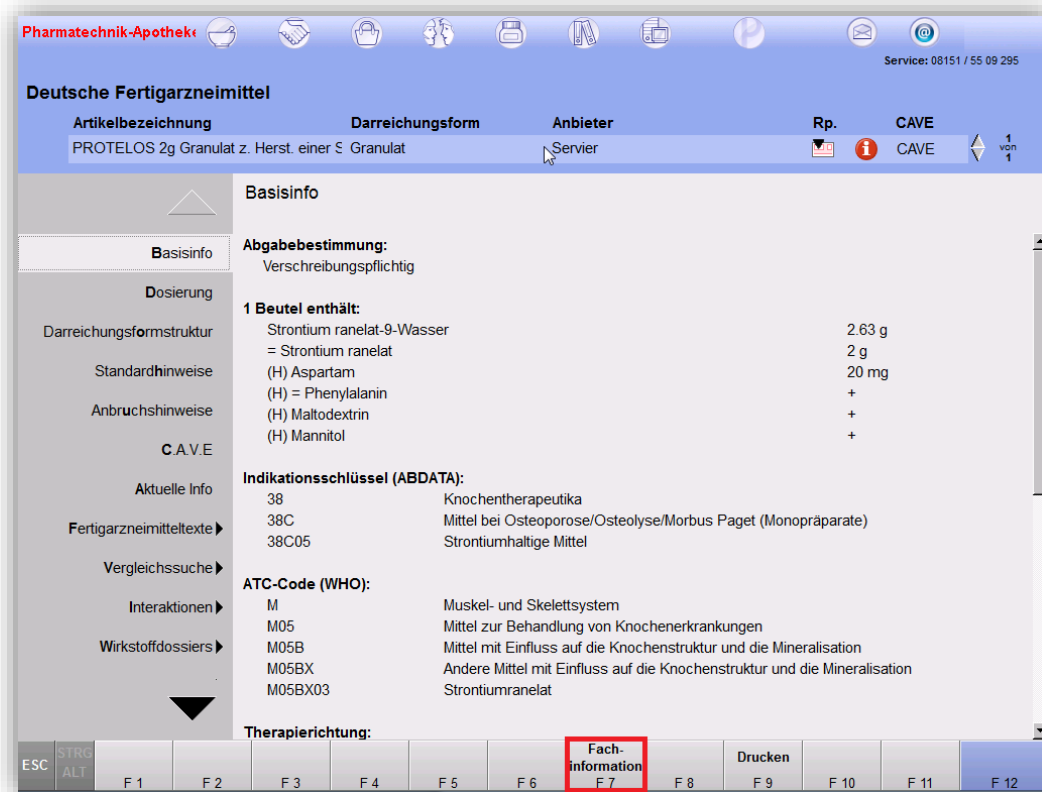 Pharmatechnik-Apotheke
Service: 08151 / 55 09 295
Deutsche Fertigarzneimittel
Artikelbezeichnung Darreichungsform Anbieter Rp. CAVE
PROTELOS 2g Granulat z. Herst. einer S Granulat Servier CAVE
1
von
1
Basisinfo
Basisinfo
Dosierung
Darreichungsformstruktur
Standardhinweise
Anbruchshinweise
C.A.V.E
Aktuelle Info
Fertigarzneimitteltexte
Vergleichssuche
Interaktionen
Wirkstoffdossiers
Abgabebestimmung:
Verschreibungspflichtig
1 Beutel enthält:
Strontium ranelat-9-Wasser 2.63 g
= Strontium ranelat 2 g
(H) Aspartam 20 mg
(H) = Phenylalanin +
(H) Maltodextrin +
(H) Mannitol +
Indikationsschlüssel (ABDATA):
38 Knochentherapeutika
38C Mittel bei Osteoporose/Osteolyse/Morbus Paget (Monopräparate)
38C05 Strontiumhaltige Mittel
ATC-Code (WHO):
M Muskel- und Skelettsystem
M05 Mittel zur Behandlung von Knochenerkrankungen
M05B Mittel mit Einfluss auf die Knochenstruktur und die Mineralisation
M05BX Andere Mittel mit Einfluss auf die Knochenstruktur und die Mineralisation
M05BX03 Strontiumranelat
Therapierichtung:
ESC
STRG
ALT
F 1
F 2
F 3
F 4
F 5
F 6
Fach-
information
F 7
F 8
Drucken
F 9
F 10
F 11
F 12